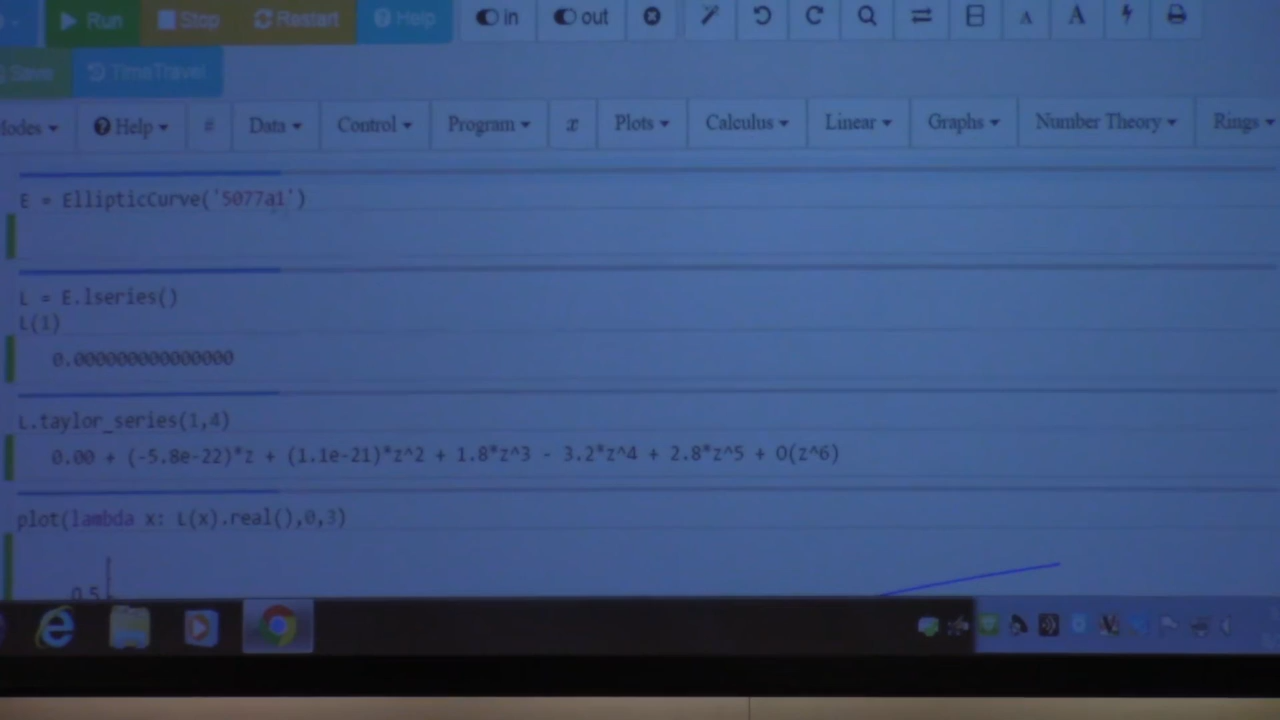 Run Stop Restart Help in out A A
Save TimeTravel
Modes Help # Data Control Program x Plots Calculus Linear Graphs Number Theory Rings
E = EllipticCurve('5077a1')
L = E.lseries()
L(1)
0.000000000000000
L.taylor_series(1,4)
0.00 + (-5.8e-22)*z + (1.1e-21)*z^2 + 1.8*z^3 - 3.2*z^4 + 2.8*z^5 + O(z^6)
plot(lambda x: L(x).real(),0,3)
0.5